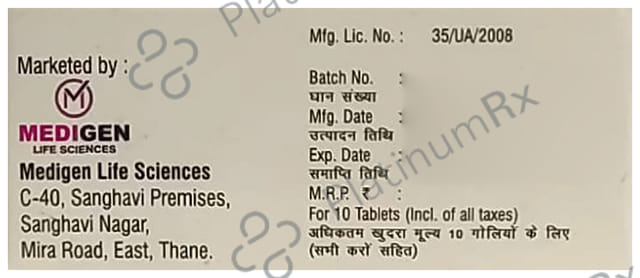 Marketed by :
MEDIGEN
LIFE SCIENCES
Medigen Life Sciences
C-40, Sanghavi Premises,
Sanghavi Nagar,
Mira Road, East, Thane.
Mfg. Lic. No. : 35/UA/2008
Batch No. :
घान संख्या
Mfg. Date :
उत्पादन तिथि
Exp. Date :
समाप्ति तिथि
M.R.P. ₹ :
For 10 Tablets (Incl. of all taxes)
अधिकतम खुदरा मूल्य 10 गोलियों के लिए
(सभी करों सहित)
PlatinumRx